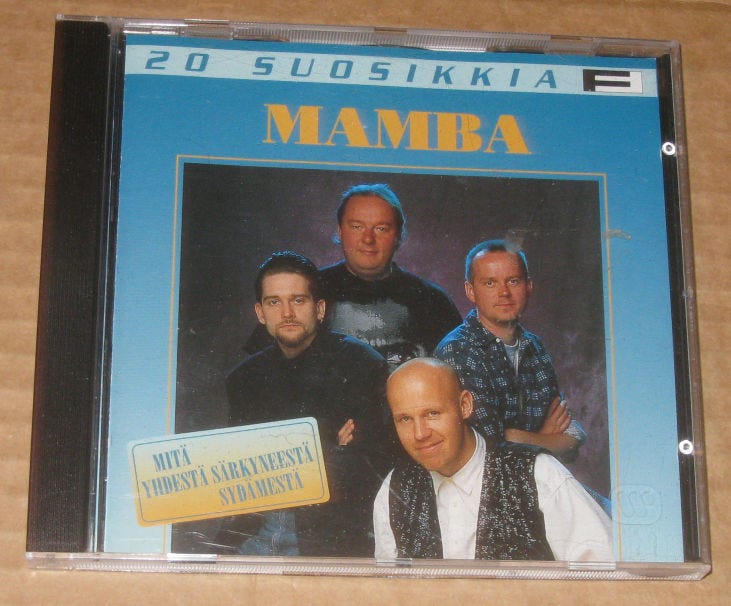 20 SUOSIKKIA F
MAMBA
MITÄ
YHDESTÄ SÄRKYNEESTÄ
SYDÄMESTÄ